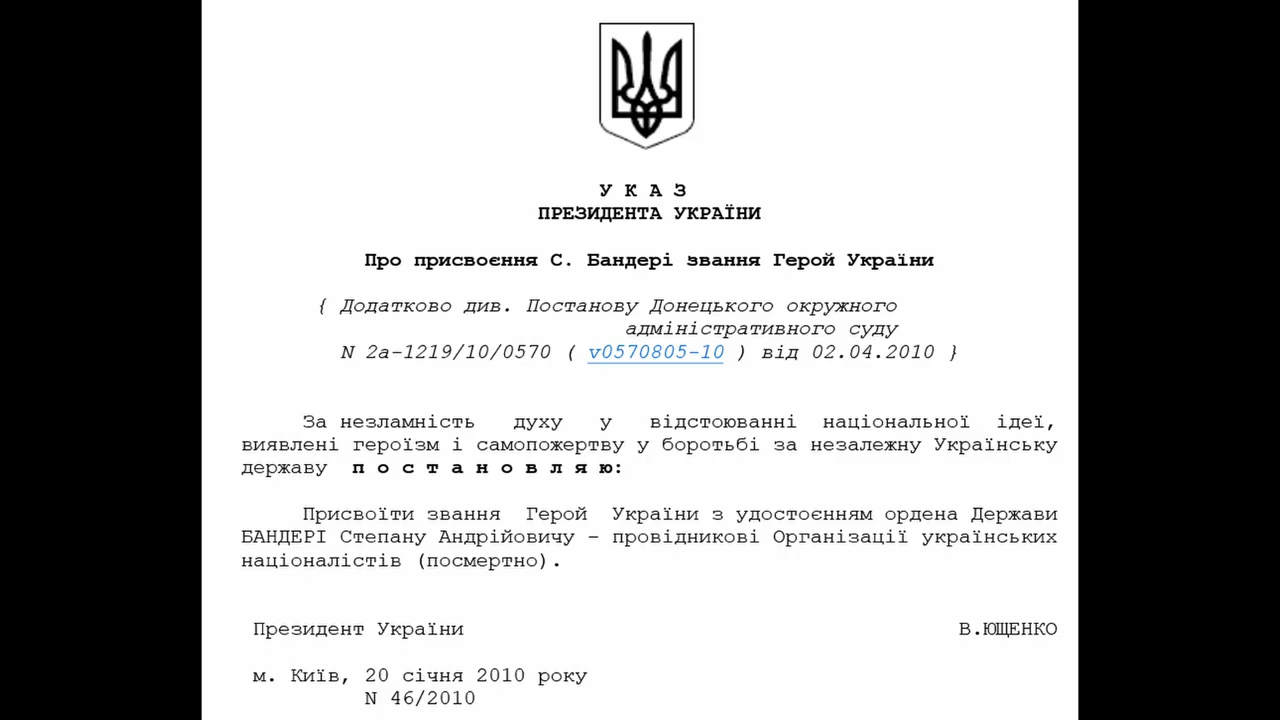 У К А З
ПРЕЗИДЕНТА УКРАЇНИ
Про присвоєння С. Бандері звання Герой України
{ Додатково див. Постанову Донецького окружного
адміністративного суду
N 2а-1219/10/0570 ( v0570805-10 ) від 02.04.2010 }
За незламність духу у відстоюванні національної ідеї,
виявлені героїзм і самопожертву у боротьбі за незалежну Українську
державу п о с т а н о в л я ю:
Присвоїти звання Герой України з удостоєнням ордена Держави
БАНДЕРІ Степану Андрійовичу - провідникові Організації українських
націоналістів (посмертно).
Президент України В.ЮЩЕНКО
м. Київ, 20 січня 2010 року
N 46/2010